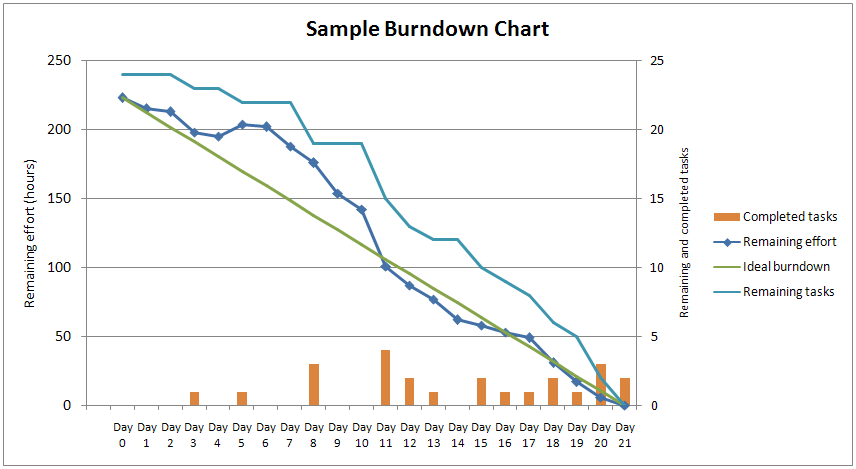 Sample Burndown Chart
Remaining effort (hours)
250
200
150
100
50
0
25
20
15
10
5
0
Remaining and completed tasks
Day 0
Day 1
Day 2
Day 3
Day 4
Day 5
Day 6
Day 7
Day 8
Day 9
Day 10
Day 11
Day 12
Day 13
Day 14
Day 15
Day 16
Day 17
Day 18
Day 19
Day 20
Day 21
Completed tasks
Remaining effort
Ideal burndown
Remaining tasks